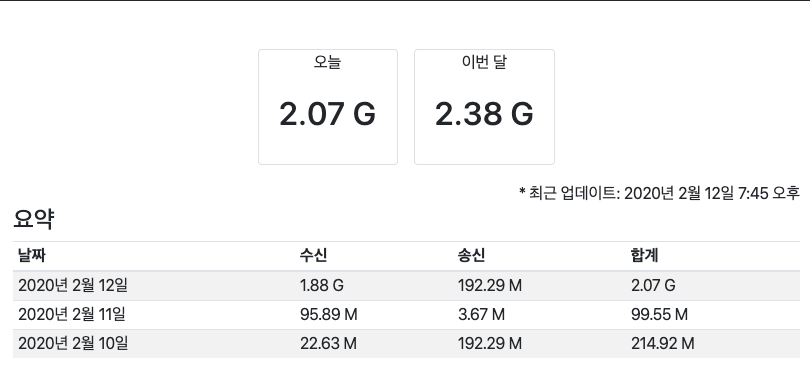 오늘 이번 달
2.07 G 2.38 G
* 최근 업데이트: 2020년 2월 12일 7:45 오후
요약
날짜 수신 송신 합계
2020년 2월 12일 1.88 G 192.29 M 2.07 G
2020년 2월 11일 95.89 M 3.67 M 99.55 M
2020년 2월 10일 22.63 M 192.29 M 214.92 M